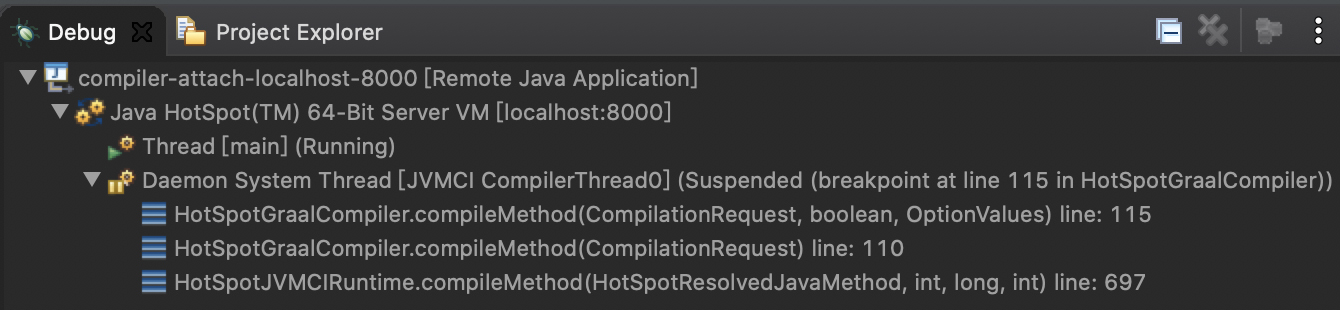 Debug Project Explorer
compiler-attach-localhost-8000 [Remote Java Application]
Java HotSpot(TM) 64-Bit Server VM [localhost:8000]
Thread [main] (Running)
Daemon System Thread [JVMCI CompilerThread0] (Suspended (breakpoint at line 115 in HotSpotGraalCompiler))
HotSpotGraalCompiler.compileMethod(CompilationRequest, boolean, OptionValues) line: 115
HotSpotGraalCompiler.compileMethod(CompilationRequest) line: 110
HotSpotJVMCIRuntime.compileMethod(HotSpotResolvedJavaMethod, int, long, int) line: 697